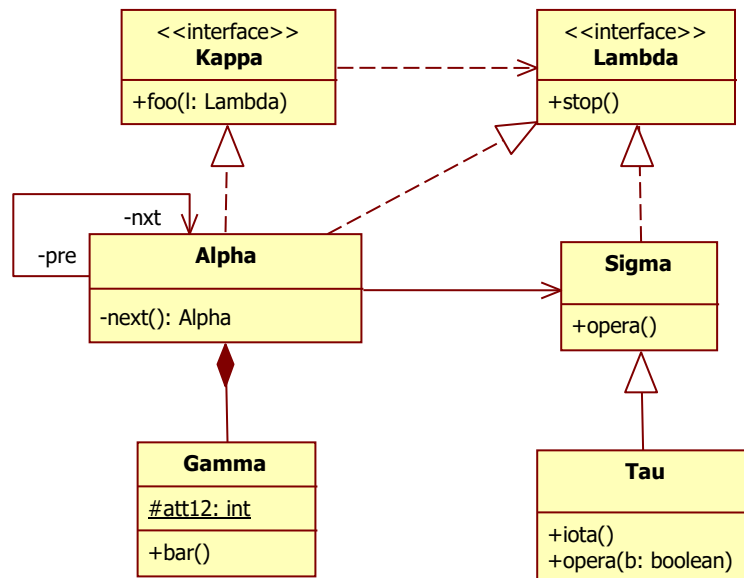 <<interface>>
Kappa
+foo(l: Lambda)
<<interface>>
Lambda
+stop()
-nxt
-pre
Alpha
-next(): Alpha
Sigma
+opera()
Gamma
#att12: int
+bar()
Tau
+iota()
+opera(b: boolean)